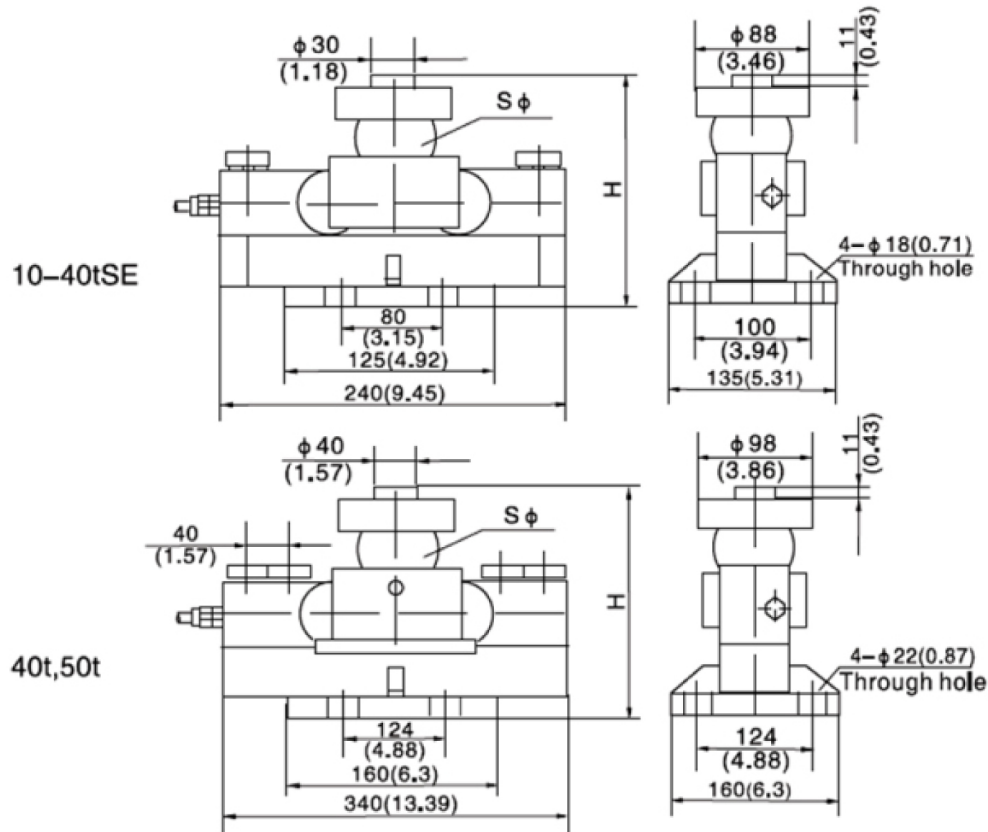 ϕ30
(1.18)
Sϕ
H
ϕ88
(3.46)
11
(0.43)
4-ϕ18(0.71)
Through hole
10-40tSE
80
(3.15)
125(4.92)
240(9.45)
100
(3.94)
135(5.31)
ϕ40
(1.57)
40
(1.57)
Sϕ
H
ϕ98
(3.86)
11
(0.43)
4-ϕ22(0.87)
Through hole
40t,50t
124
(4.88)
160(6.3)
340(13.39)
124
(4.88)
160(6.3)